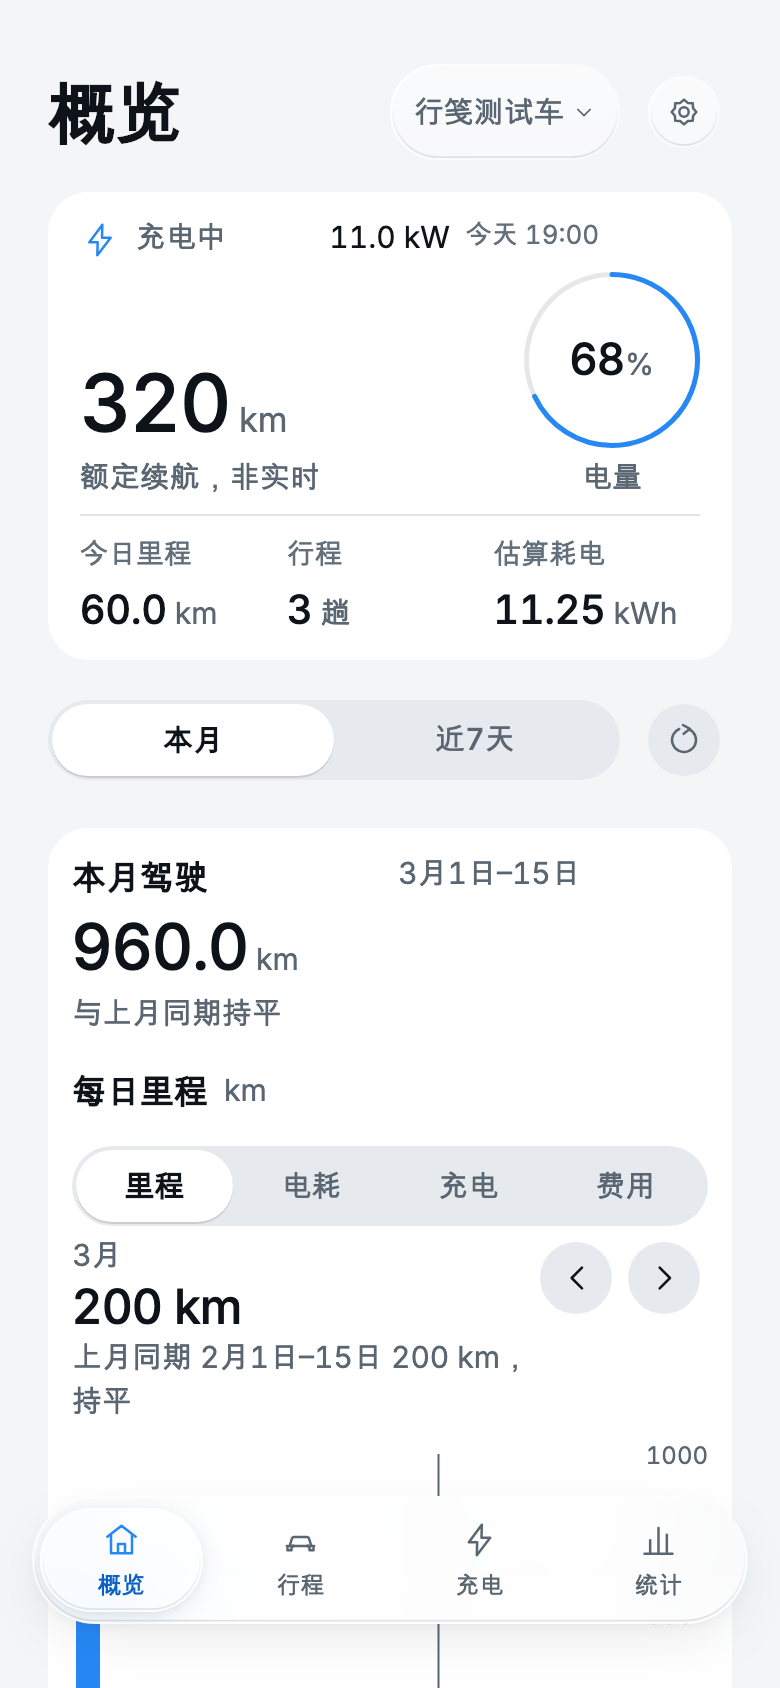 概览
行笺测试车
充电中
11.0 kW 今天 19:00
68%
320 km
额定续航，非实时
电量
今日里程
行程
估算耗电
60.0 km
3 趟
11.25 kWh
本月
近7天
本月驾驶
3月1日–15日
960.0 km
与上月同期持平
每日里程 km
里程
电耗
充电
费用
3月
200 km
上月同期 2月1日–15日 200 km，
持平
1000
概览
行程
充电
统计